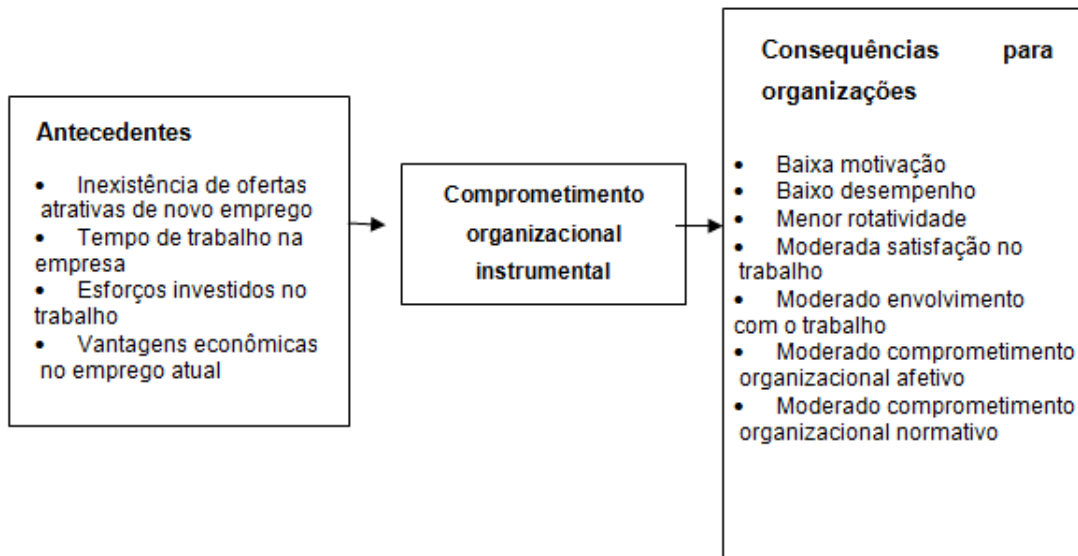 Antecedentes
• Inexistência de ofertas
atrativas de novo emprego
• Tempo de trabalho na
empresa
• Esforços investidos no
trabalho
• Vantagens econômicas
no emprego atual
Comprometimento
organizacional
instrumental
Consequências para
organizações
• Baixa motivação
• Baixo desempenho
• Menor rotatividade
• Moderada satisfação no
trabalho
• Moderado envolvimento
com o trabalho
• Moderado comprometimento
organizacional afetivo
• Moderado comprometimento
organizacional normativo